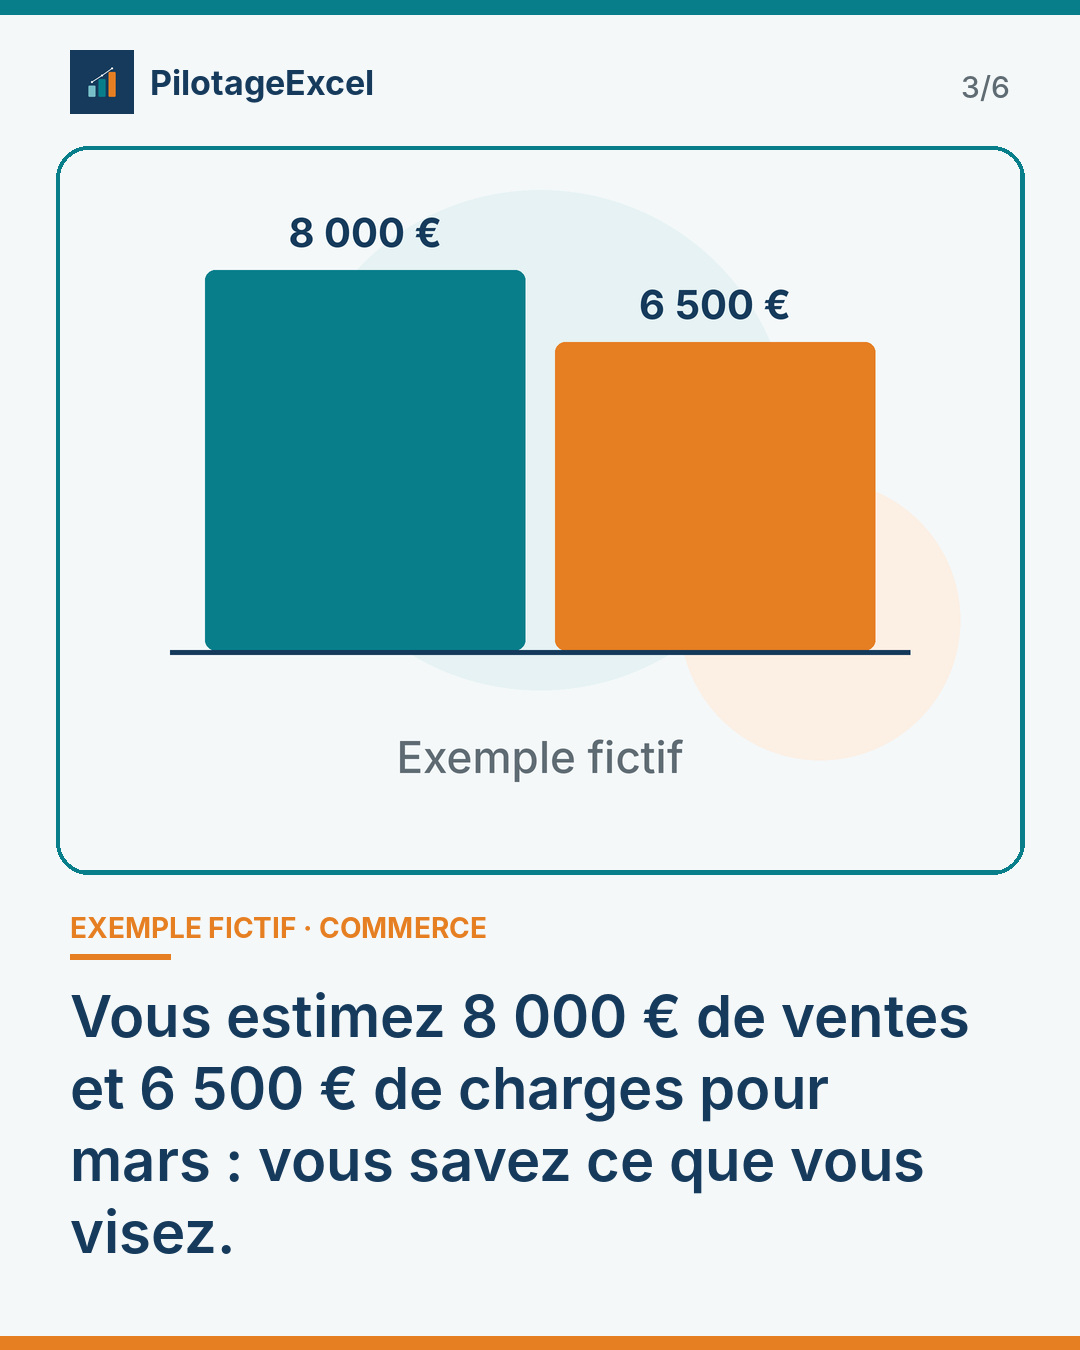 PilotageExcel
3/6
8 000 €
6 500 €
Exemple fictif
EXEMPLE FICTIF · COMMERCE
Vous estimez 8 000 € de ventes
et 6 500 € de charges pour
mars : vous savez ce que vous
visez.